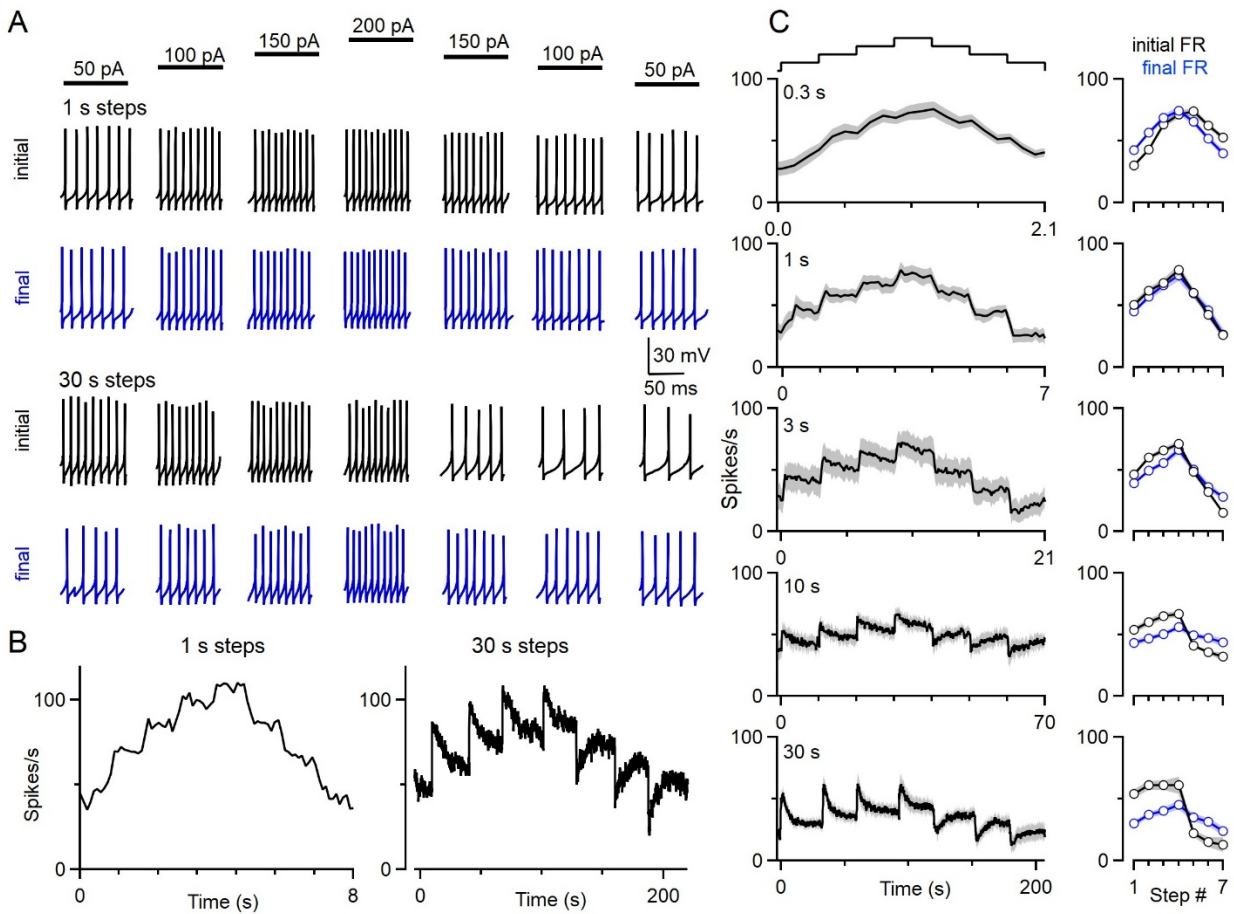 A
50 pA
100 pA
150 pA
200 pA
150 pA
100 pA
50 pA
1 s steps
initial
final
30 mV
50 ms
30 s steps
initial
final
B
1 s steps
30 s steps
100
0
Spikes/s
0
8
Time (s)
100
0
0
200
Time (s)
C
initial FR
final FR
0.3 s
100
0
0.0
2.1
100
0
1 s
100
0
0
7
100
0
3 s
100
0
Spikes/s
0
21
100
0
10 s
100
0
0
70
100
0
30 s
100
0
0
200
Time (s)
100
0
1
7
Step #